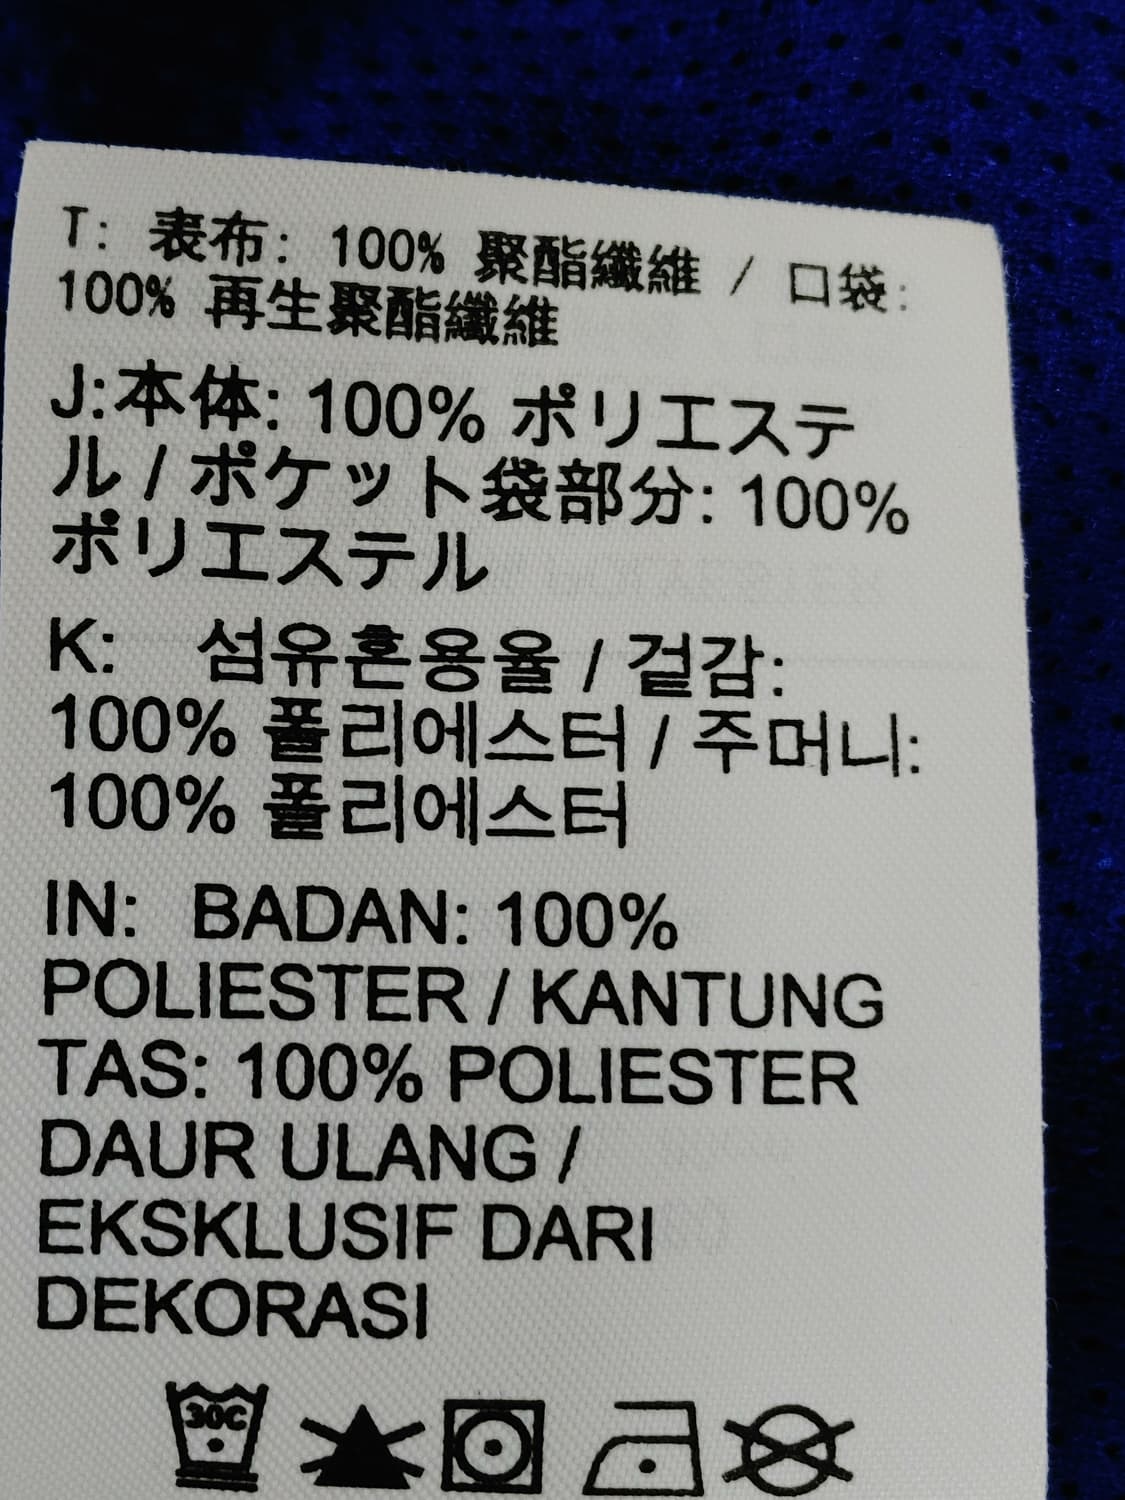 T: 表布: 100% 聚酯纖維 / 口袋:
100% 再生聚酯纖維
J:本体: 100% ポリエステ
ル / ポケット袋部分: 100%
ポリエステル
K: 섬유혼용율 / 겉감:
100% 폴리에스터 / 주머니:
100% 폴리에스터
IN: BADAN: 100%
POLIESTER / KANTUNG
TAS: 100% POLIESTER
DAUR ULANG /
EKSKLUSIF DARI
DEKORASI
30C